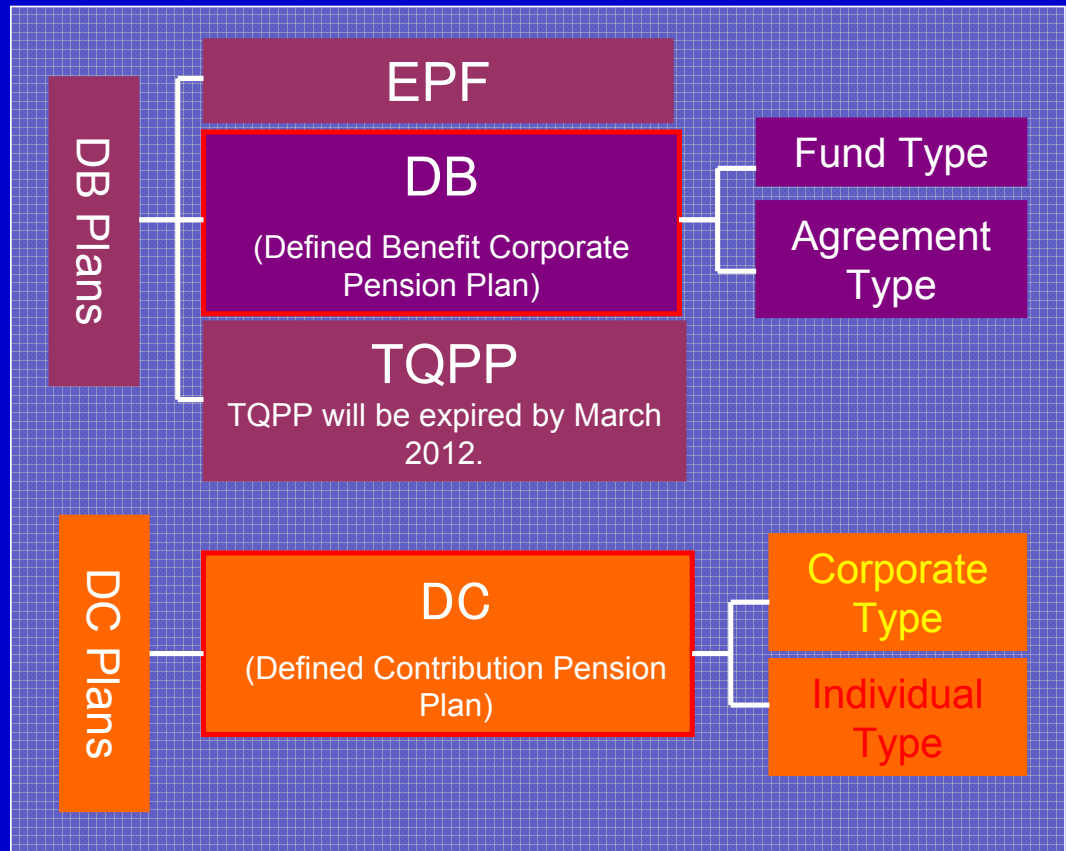 DB Plans
EPF
DB
(Defined Benefit Corporate
Pension Plan)
TQPP
TQPP will be expired by March
2012.
Fund Type
Agreement
Type
DC Plans
DC
(Defined Contribution Pension
Plan)
Corporate
Type
Individual
Type